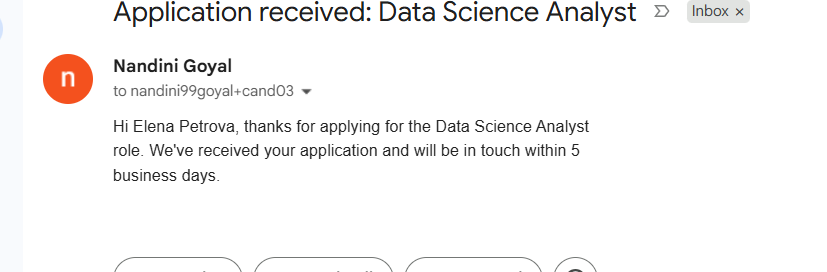 Application received: Data Science Analyst Inbox ×
n
Nandini Goyal
to nandini99goyal+cand03
Hi Elena Petrova, thanks for applying for the Data Science Analyst
role. We've received your application and will be in touch within 5
business days.